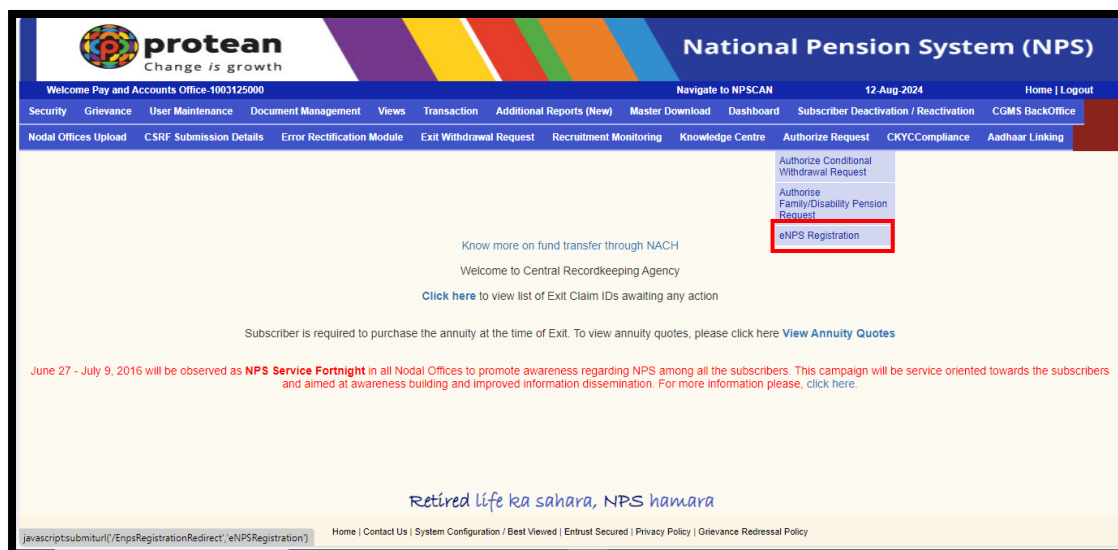 protean
Change is growth
National Pension System (NPS)
Welcome Pay and Accounts Office-1003125000 Navigate to NPSCAN 12-Aug-2024 Home | Logout
Security Grievance User Maintenance Document Management Views Transaction Additional Reports (New) Master Download Dashboard Subscriber Deactivation / Reactivation CGMS BackOffice
Nodal Offices Upload CSRF Submission Details Error Rectification Module Exit Withdrawal Request Recruitment Monitoring Knowledge Centre Authorize Request CKYCCompliance Aadhaar Linking
Authorize Conditional
Withdrawal Request
Authorise
Family/Disability Pension
Request
eNPS Registration
Know more on fund transfer through NACH
Welcome to Central Recordkeeping Agency
Click here to view list of Exit Claim IDs awaiting any action
Subscriber is required to purchase the annuity at the time of Exit. To view annuity quotes, please click here View Annuity Quotes
June 27 - July 9, 2016 will be observed as NPS Service Fortnight in all Nodal Offices to promote awareness regarding NPS among all the subscribers. This campaign will be service oriented towards the subscribers
and aimed at awareness building and improved information dissemination. For more information please, click here.
Retired life ka sahara, NPS hamara
javascript:submiturl('/EnpsRegistrationRedirect','eNPSRegistration') Home | Contact Us | System Configuration / Best Viewed | Entrust Secured | Privacy Policy | Grievance Redressal Policy